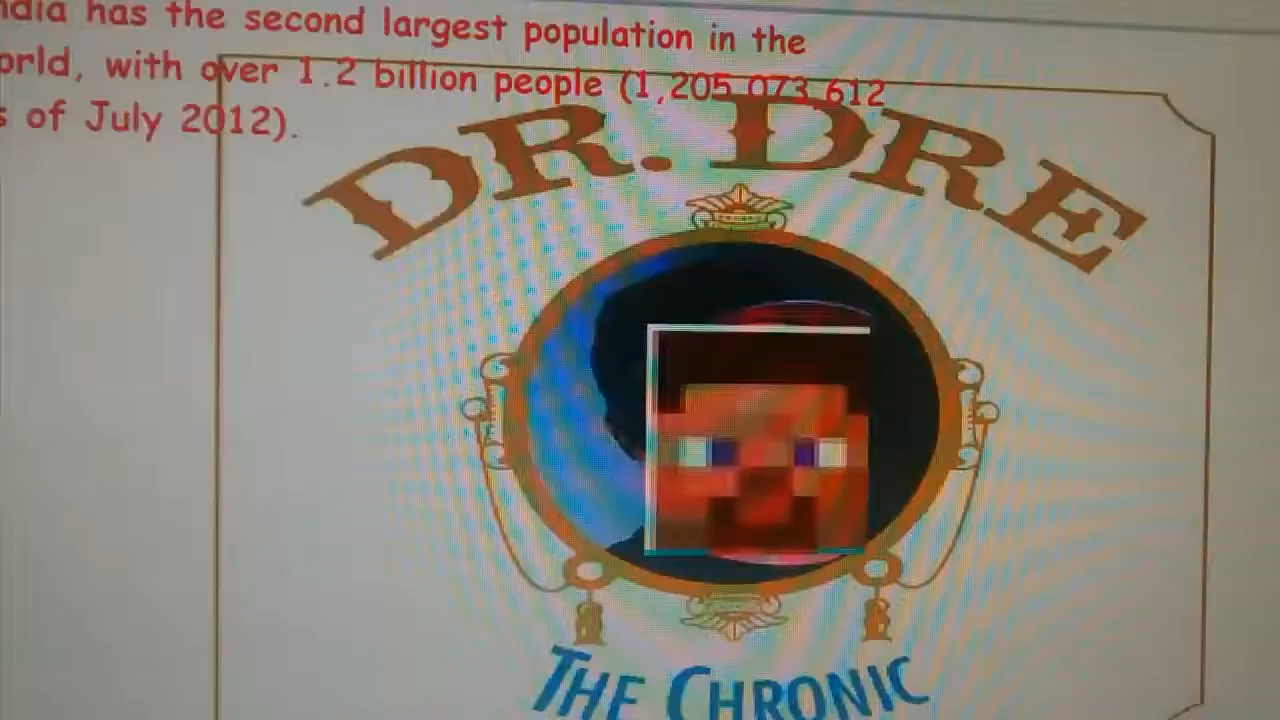 ndia has the second largest population in the
orld, with over 1.2 billion people (1,205,073,612
s of July 2012).
DR. DRE
THE CHRONIC